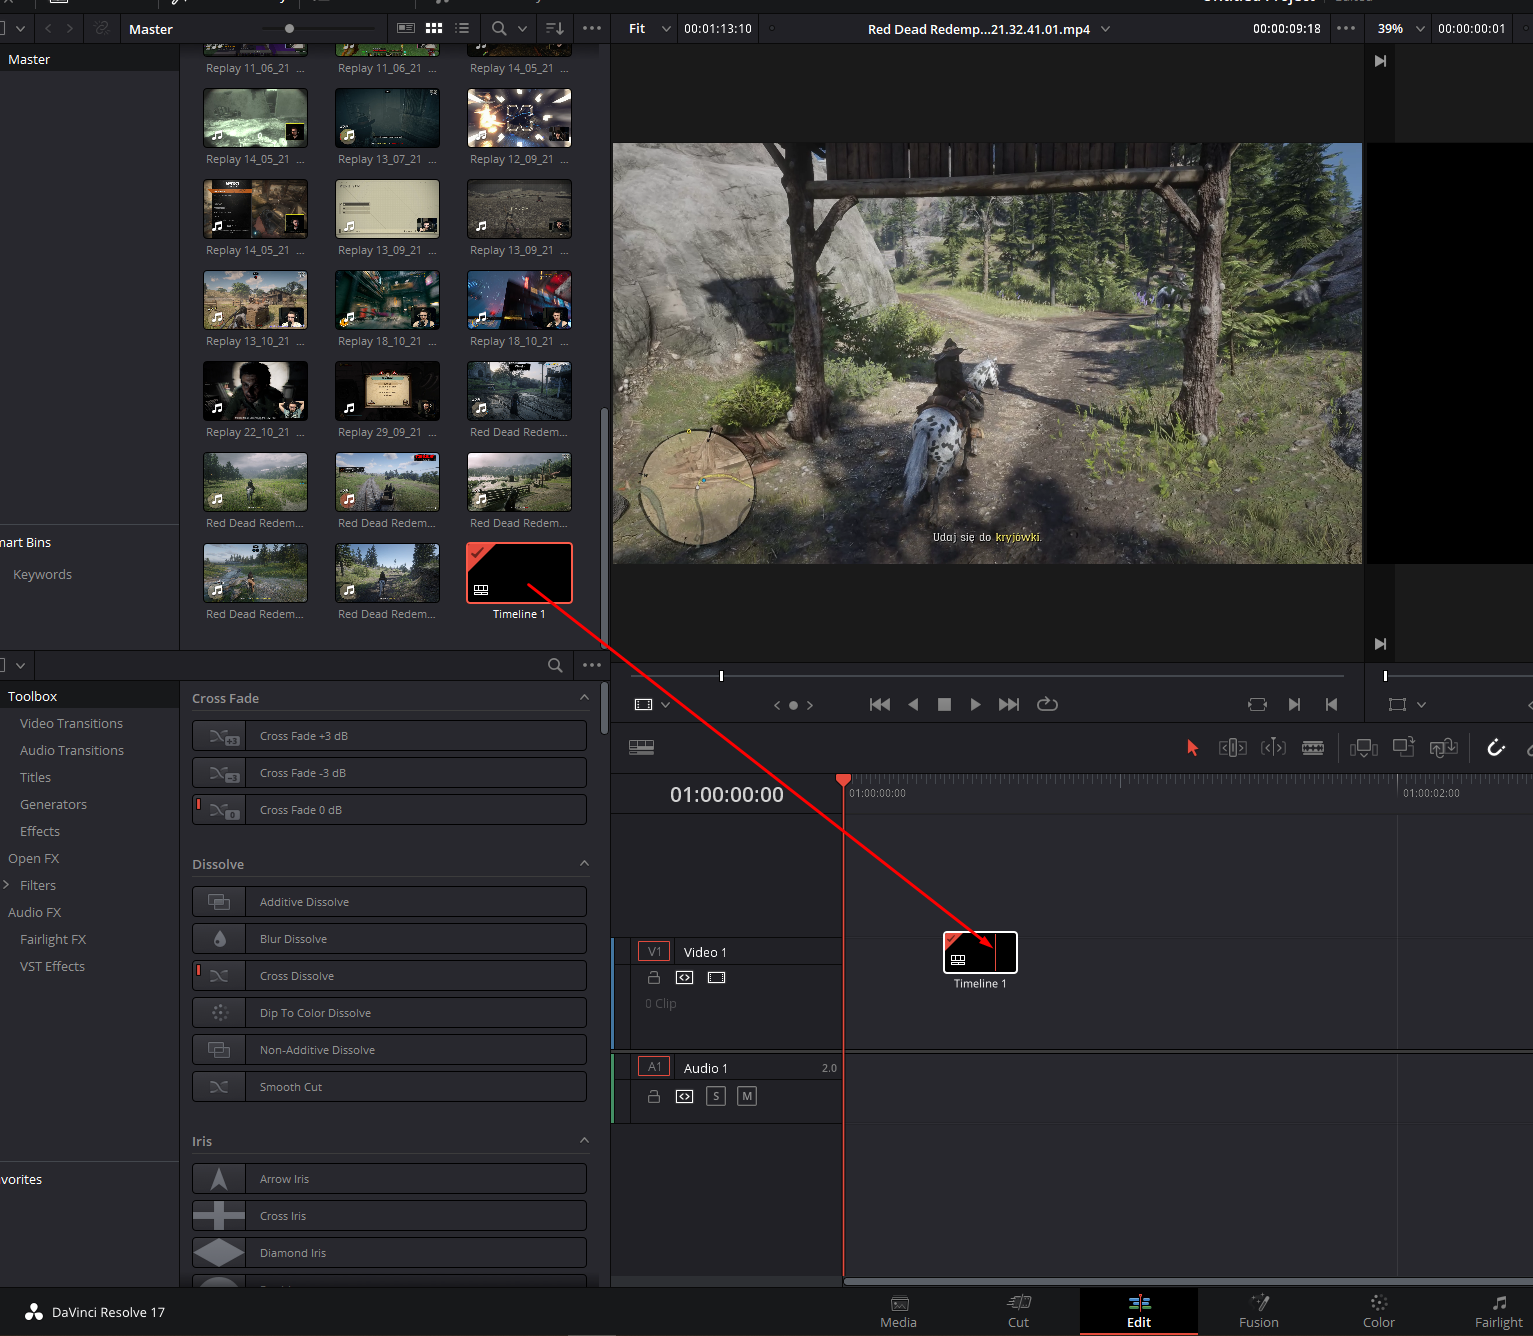 Master
Fit
00:01:13:10
Red Dead Redemp...21.32.41.01.mp4
00:00:09:18
39%
00:00:00:01
Master
Replay 11_06_21 ...
Replay 11_06_21 ...
Replay 14_05_21 ...
Replay 14_05_21 ...
Replay 13_07_21 ...
Replay 12_09_21 ...
Replay 14_05_21 ...
Replay 13_09_21 ...
Replay 13_09_21 ...
Replay 13_10_21 ...
Replay 18_10_21 ...
Replay 18_10_21 ...
Replay 22_10_21 ...
Replay 29_09_21 ...
Red Dead Redem...
Red Dead Redem...
Red Dead Redem...
Red Dead Redem...
Red Dead Redem...
Red Dead Redem...
Timeline 1
mart Bins
Keywords
Udaj się do kryjówki.
Toolbox
Video Transitions
Audio Transitions
Titles
Generators
Effects
Open FX
Filters
Audio FX
Fairlight FX
VST Effects
vorites
Cross Fade
+3
Cross Fade +3 dB
-3
Cross Fade -3 dB
0
Cross Fade 0 dB
Dissolve
Additive Dissolve
Blur Dissolve
Cross Dissolve
Dip To Color Dissolve
Non-Additive Dissolve
Smooth Cut
Iris
Arrow Iris
Cross Iris
Diamond Iris
01:00:00:00
01:00:00:00
01:00:02:00
V1
Video 1
0 Clip
Timeline 1
A1
Audio 1
2.0
S
M
DaVinci Resolve 17
Media
Cut
Edit
Fusion
Color
Fairlight